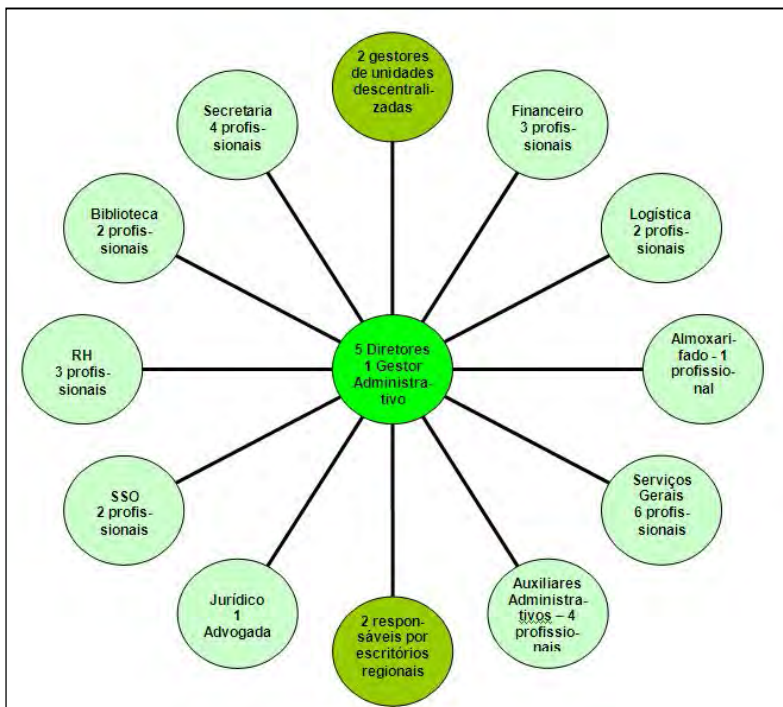 2 gestores
de unidades
descentrali-
zadas
Secretaria
4 profis-
sionais
Financeiro
3 profis-
sionais
Biblioteca
2 profis-
sionais
Logística
2 profis-
sionais
RH
3 profis-
sionais
5 Diretores
1 Gestor
Administra-
tivo
Almoxari-
fado - 1
profissio-
nal
SSO
2 profis-
sionais
Serviços
Gerais
6 profis-
sionais
Jurídico
1
Advogada
2 respon-
sáveis por
escritórios
regionais
Auxiliares
Administra-
tivos – 4
profissio-
nais